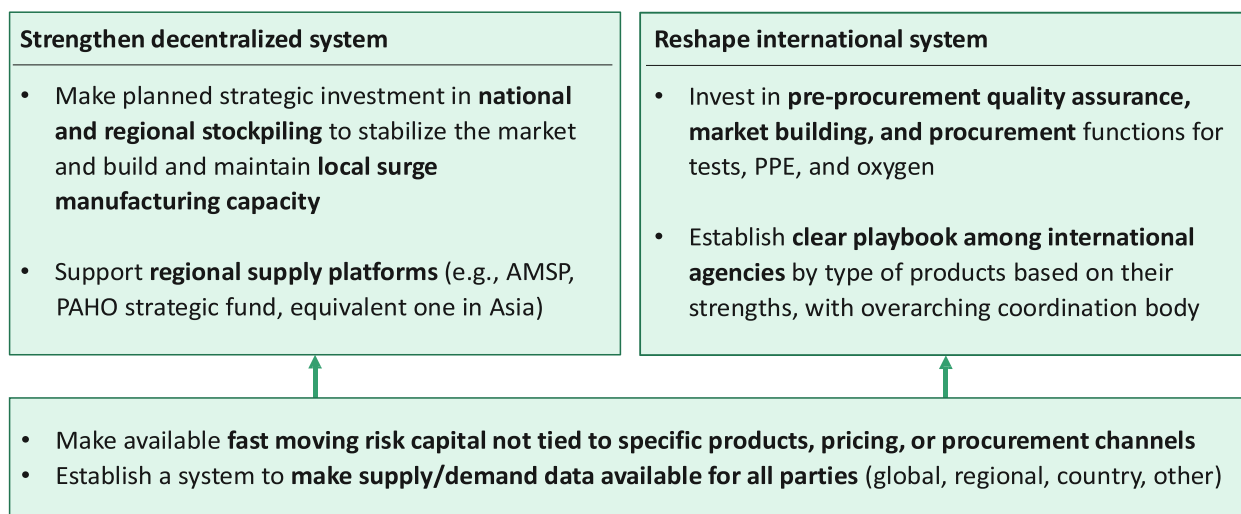 Strengthen decentralized system
• Make planned strategic investment in national
and regional stockpiling to stabilize the market
and build and maintain local surge
manufacturing capacity
• Support regional supply platforms (e.g., AMSP,
PAHO strategic fund, equivalent one in Asia)
Reshape international system
• Invest in pre-procurement quality assurance,
market building, and procurement functions for
tests, PPE, and oxygen
• Establish clear playbook among international
agencies by type of products based on their
strengths, with overarching coordination body
• Make available fast moving risk capital not tied to specific products, pricing, or procurement channels
• Establish a system to make supply/demand data available for all parties (global, regional, country, other)